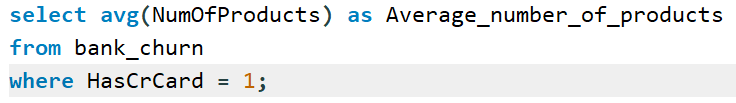 select avg(NumOfProducts) as Average_number_of_products
from bank_churn
where HasCrCard = 1;